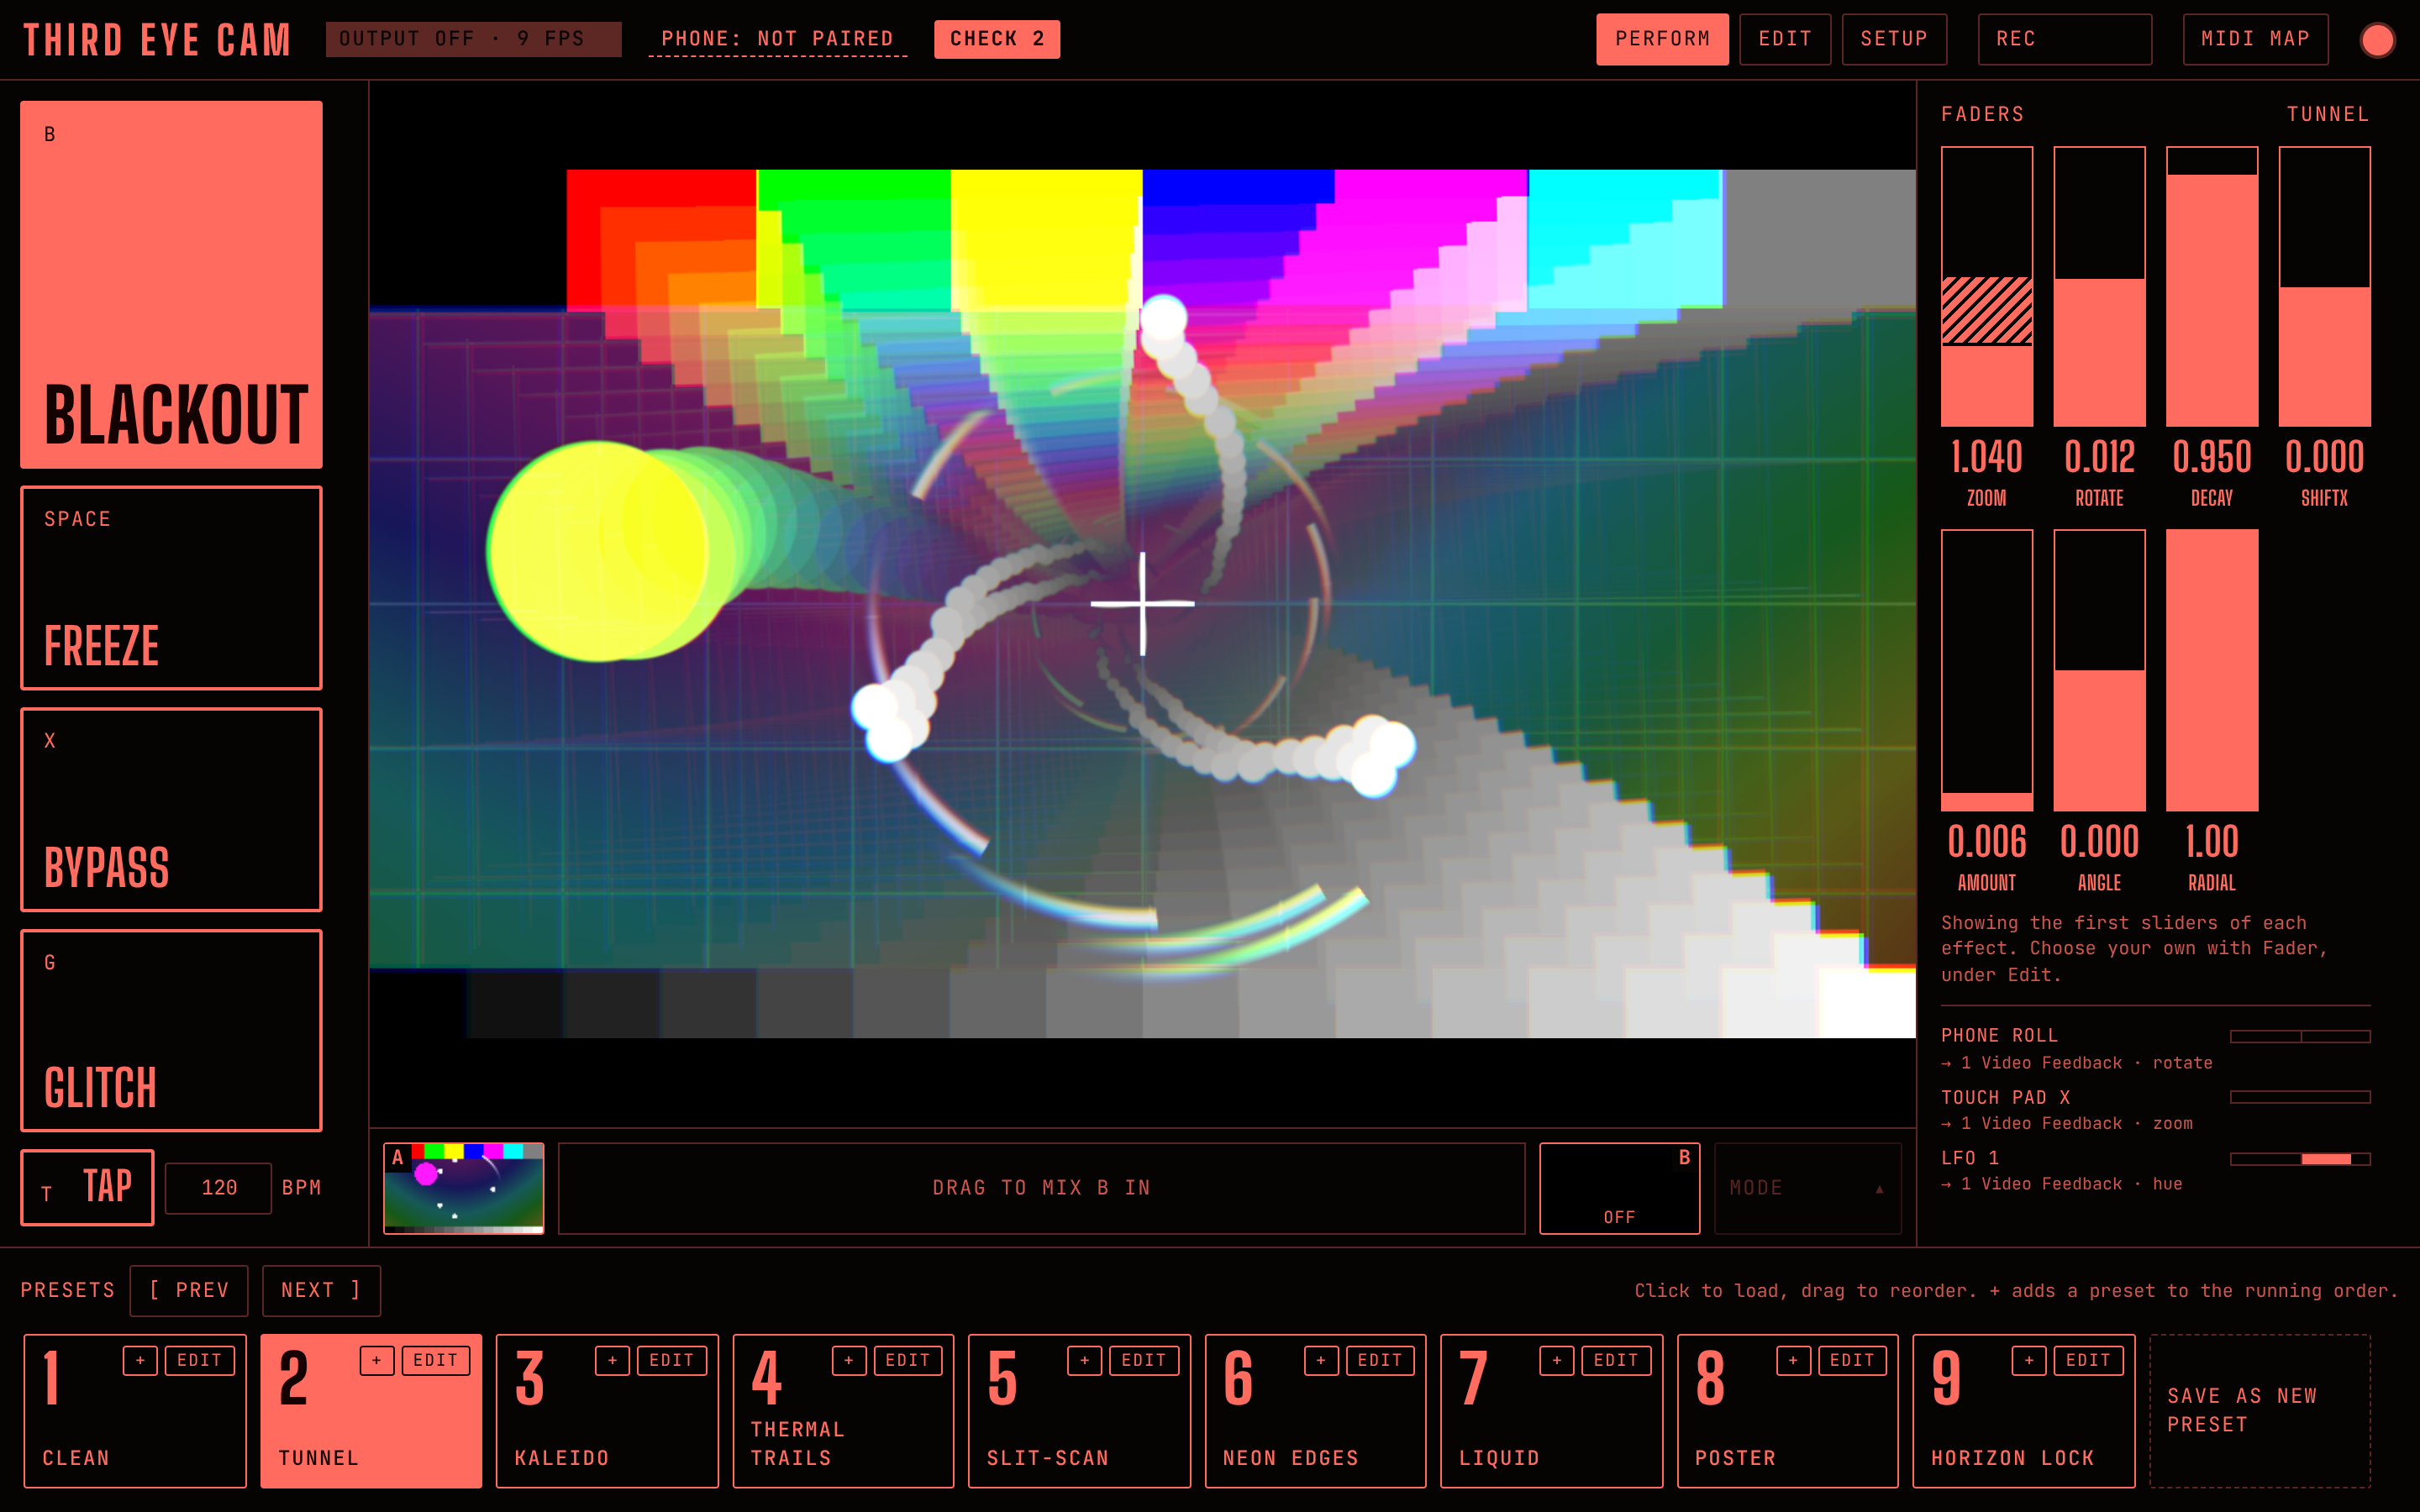 THIRD EYE CAM
OUTPUT OFF · 9 FPS
PHONE: NOT PAIRED
CHECK 2
PERFORM
EDIT
SETUP
REC
MIDI MAP
B
BLACKOUT
SPACE
FREEZE
X
BYPASS
G
GLITCH
T TAP
120 BPM
A
DRAG TO MIX B IN
B
OFF
MODE ▲
FADERS TUNNEL
1.040 0.012 0.950 0.000
ZOOM ROTATE DECAY SHIFTX
0.006 0.000 1.00
AMOUNT ANGLE RADIAL
Showing the first sliders of each
effect. Choose your own with Fader,
under Edit.
PHONE ROLL
→ 1 Video Feedback · rotate
TOUCH PAD X
→ 1 Video Feedback · zoom
LFO 1
→ 1 Video Feedback · hue
PRESETS
[ PREV
NEXT ]
Click to load, drag to reorder. + adds a preset to the running order.
1 + EDIT
CLEAN
2 + EDIT
TUNNEL
3 + EDIT
KALEIDO
4 + EDIT
THERMAL
TRAILS
5 + EDIT
SLIT-SCAN
6 + EDIT
NEON EDGES
7 + EDIT
LIQUID
8 + EDIT
POSTER
9 + EDIT
HORIZON LOCK
SAVE AS NEW
PRESET